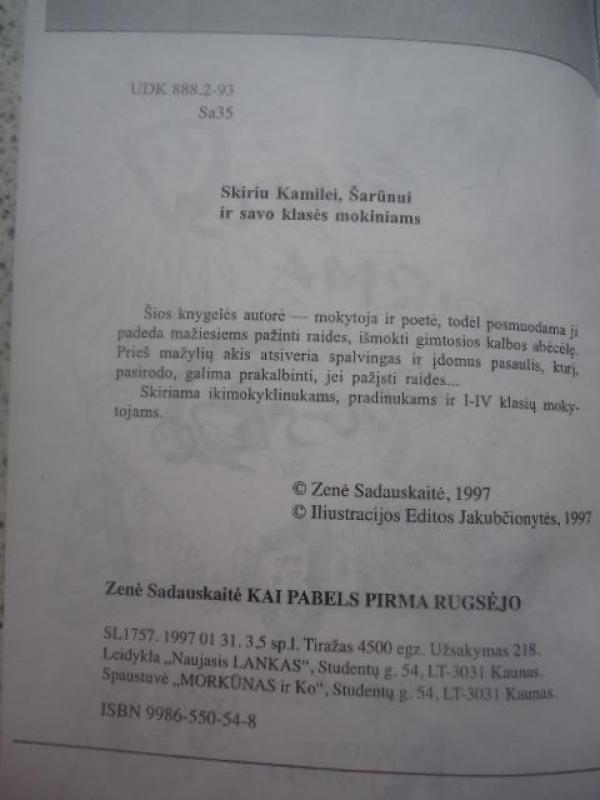 UDK 888.2-93
Sa35
Skiriu Kamilei, Šarūnui
ir savo klasės mokiniams
Šios knygelės autorė — mokytoja ir poetė, todėl posmuodama ji
padeda mažiesiems pažinti raides, išmokti gimtosios kalbos abėcėlę.
Prieš mažylių akis atsiveria spalvingas ir įdomus pasaulis, kurį,
pasirodo, galima prakalbinti, jei pažįsti raides...
Skiriama ikimokyklinukams, pradinukams ir I-IV klasių moky-
tojams.
© Zenė Sadauskaitė, 1997
© Iliustracijos Editos Jakubčionytės, 1997
Zenė Sadauskaitė KAI PABELS PIRMA RUGSĖJO
SL1757. 1997 01 31. 3,5 sp.l. Tiražas 4500 egz. Užsakymas 218.
Leidykla „Naujasis LANKAS“, Studentų g. 54, LT-3031 Kaunas.
Spaustuvė „MORKŪNAS ir Ko“, Studentų g. 54, LT-3031 Kaunas.
ISBN 9986-550-54-8